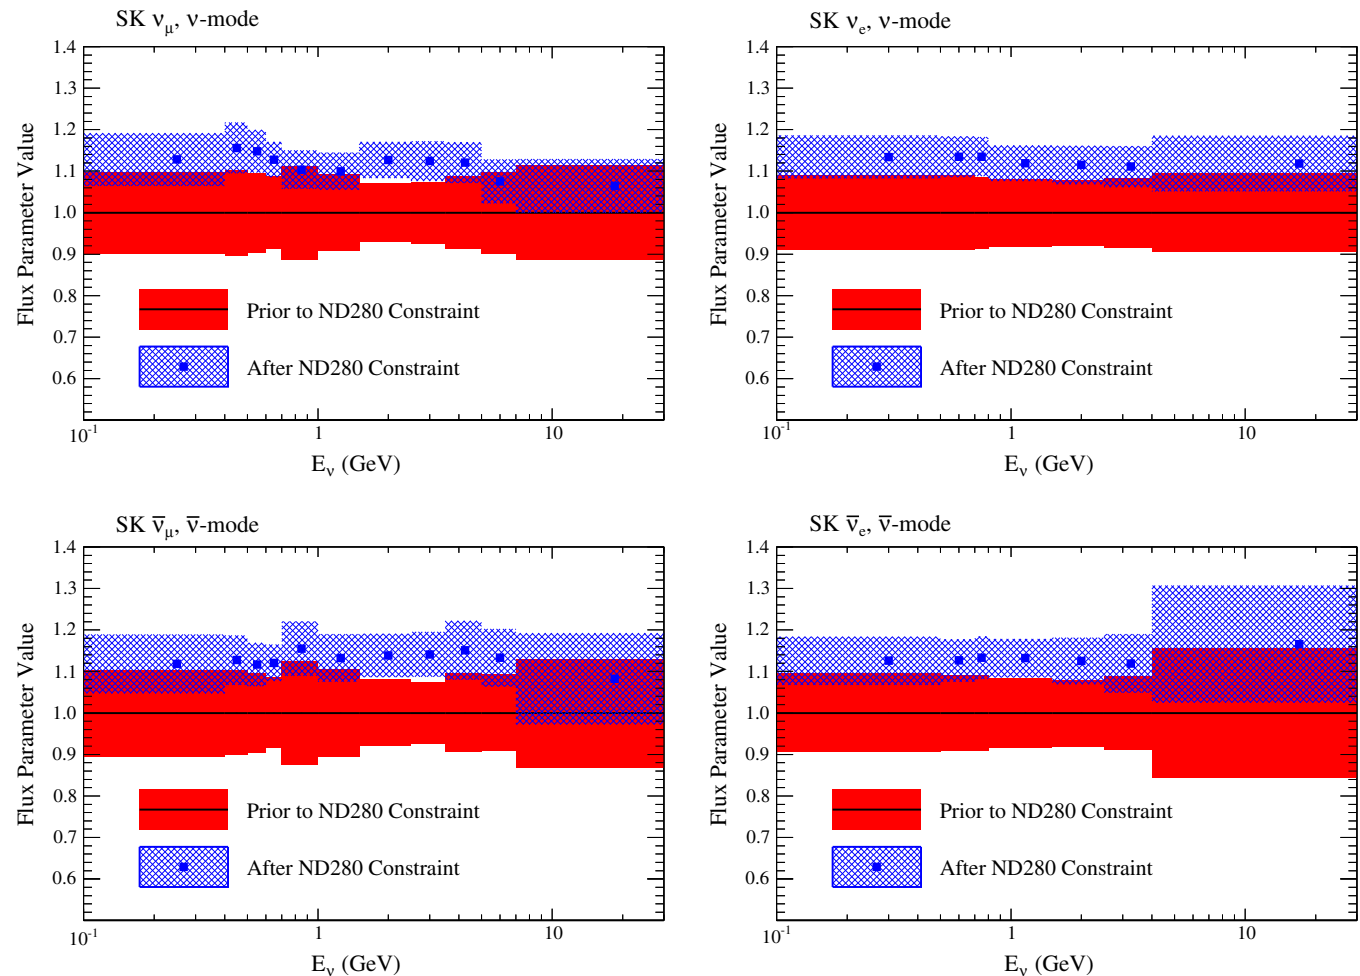 SK ν_μ, ν-mode
1.4
1.3
1.2
1.1
1.0
0.9
0.8
0.7
0.6
Flux Parameter Value
Prior to ND280 Constraint
After ND280 Constraint
10⁻¹
1
10
E_ν (GeV)
SK ν_e, ν-mode
1.4
1.3
1.2
1.1
1.0
0.9
0.8
0.7
0.6
Flux Parameter Value
Prior to ND280 Constraint
After ND280 Constraint
10⁻¹
1
10
E_ν (GeV)
SK ν̅_μ, ν̅-mode
1.4
1.3
1.2
1.1
1.0
0.9
0.8
0.7
0.6
Flux Parameter Value
Prior to ND280 Constraint
After ND280 Constraint
10⁻¹
1
10
E_ν (GeV)
SK ν̅_e, ν̅-mode
1.4
1.3
1.2
1.1
1.0
0.9
0.8
0.7
0.6
Flux Parameter Value
Prior to ND280 Constraint
After ND280 Constraint
10⁻¹
1
10
E_ν (GeV)